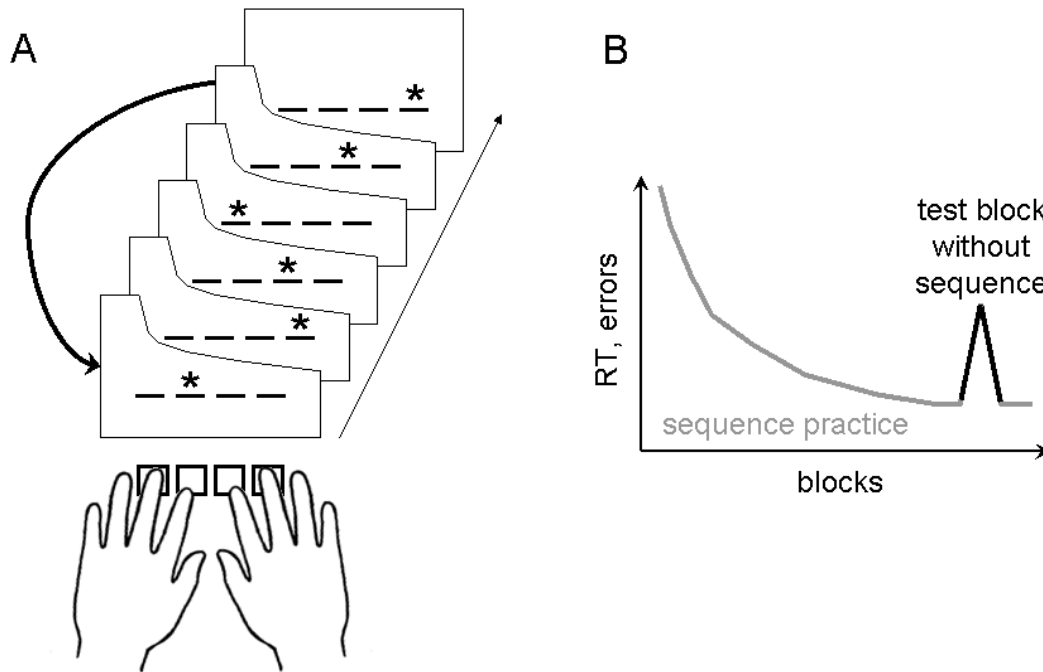 A
B
*
*
*
*
*
*
test block
without
sequence
RT, errors
sequence practice
blocks